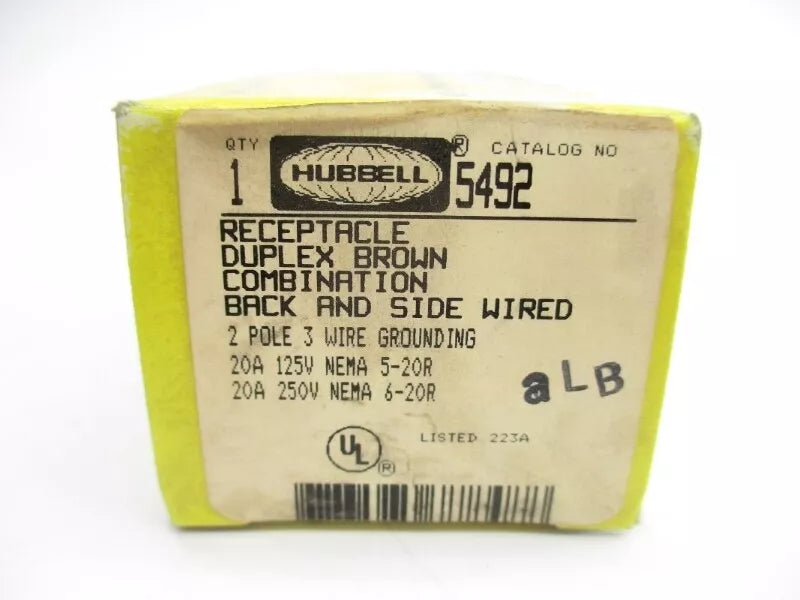 QTY HUBBELL ® CATALOG NO
1 5492
RECEPTACLE
DUPLEX BROWN
COMBINATION
BACK AND SIDE WIRED
2 POLE 3 WIRE GROUNDING
20A 125V NEMA 5-20R
20A 250V NEMA 6-20R
aLB
UL ® LISTED 223A